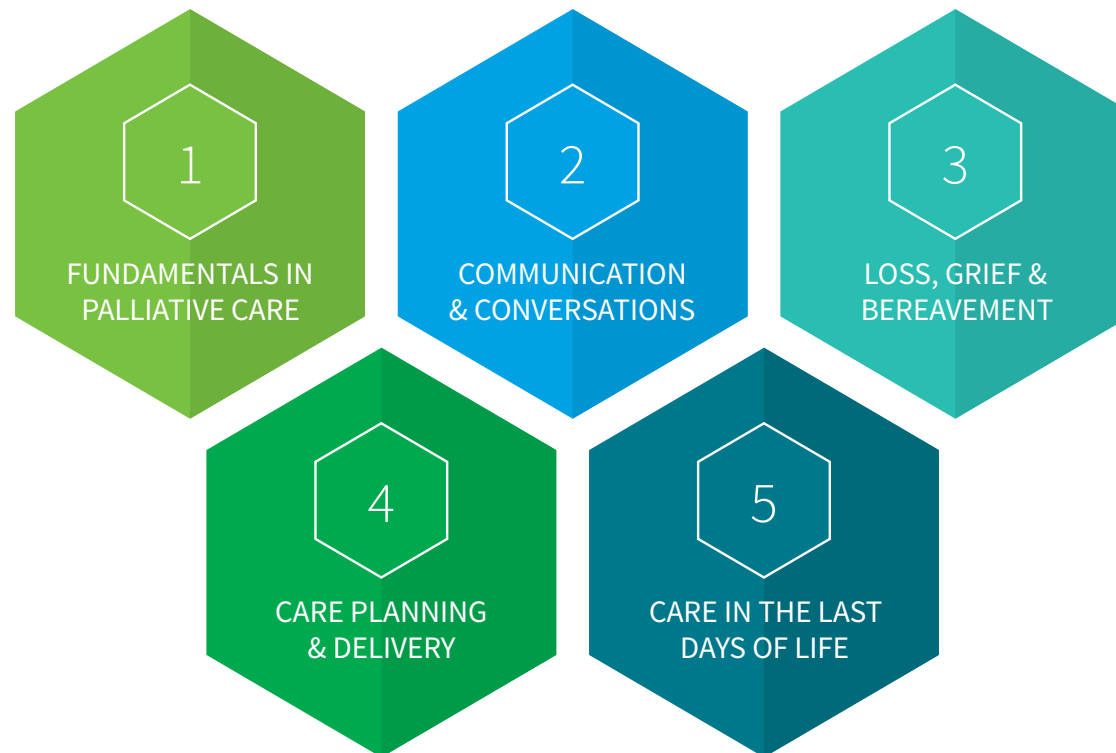 1
FUNDAMENTALS IN
PALLIATIVE CARE
2
COMMUNICATION
& CONVERSATIONS
3
LOSS, GRIEF &
BEREAVEMENT
4
CARE PLANNING
& DELIVERY
5
CARE IN THE LAST
DAYS OF LIFE